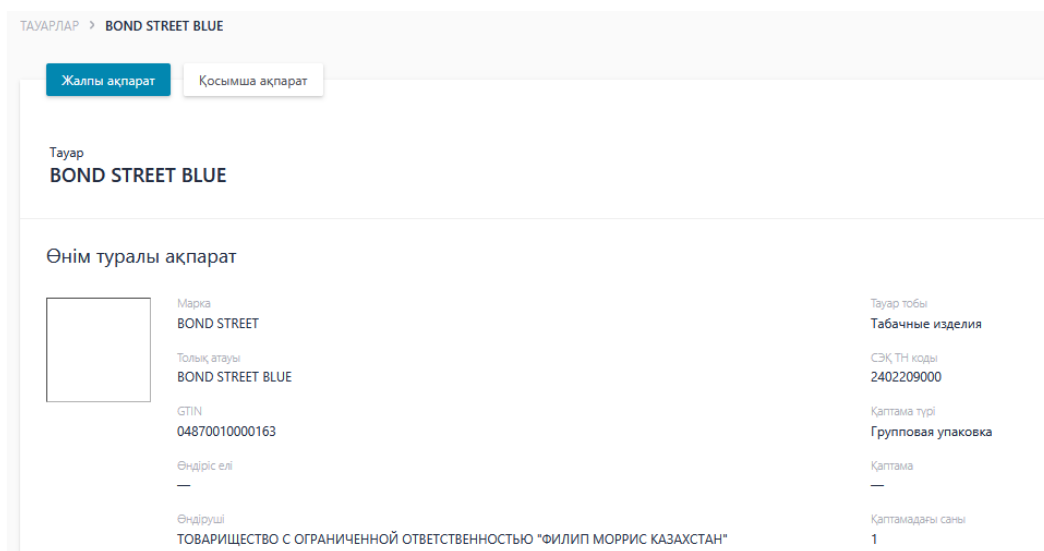 ТАУАРЛАР > BOND STREET BLUE
Жалпы ақпарат
Қосымша ақпарат
Тауар
BOND STREET BLUE
Өнім туралы ақпарат
Марка
BOND STREET
Толық атауы
BOND STREET BLUE
GTIN
04870010000163
Өндіріс елі
—
Өндіруші
ТОВАРИЩЕСТВО С ОГРАНИЧЕННОЙ ОТВЕТСТВЕННОСТЬЮ "ФИЛИП МОРРИС КАЗАХСТАН"
Тауар тобы
Табачные изделия
СЭҚ ТН коды
2402209000
Қаптама түрі
Групповая упаковка
Қаптама
—
Қаптамадағы саны
1